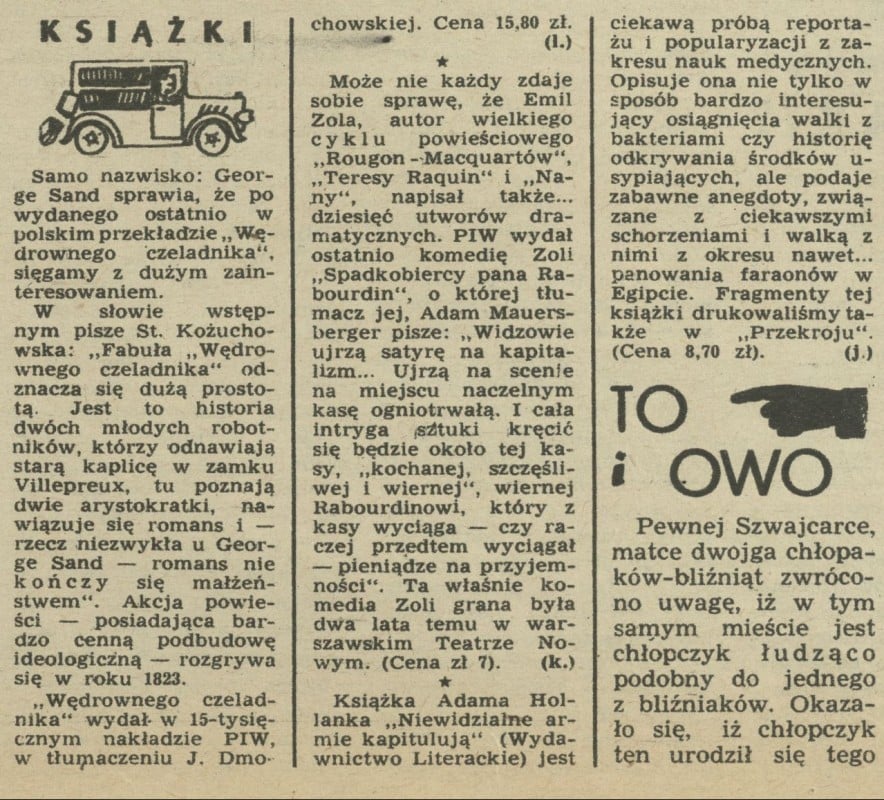 KSIĄŻKI
Samo nazwisko: Geor-
ge Sand sprawia, że po
wydanego ostatnio w
polskim przekładzie „Wę-
drownego czeladnika“,
sięgamy z dużym zain-
teresowaniem.
W słowie wstęp-
nym pisze St. Kożucho-
wska: „Fabuła „Wędro-
wnego czeladnika“ od-
znacza się dużą prosto-
tą. Jest to historia
dwóch młodych robot-
ników, którzy odnawiają
starą kaplicę w zamku
Villepreux, tu poznają
dwie arystokratki, na-
wiązuje się romans i —
rzecz niezwykła u Geor-
ge Sand — romans nie
kończy się małżeń-
stwem“. Akcja powie-
ści — posiadająca bar-
dzo cenną podbudowę
ideologiczną — rozgrywa
się w roku 1823.
„Wędrownego czelad-
nika“ wydał w 15-tysię-
cznym nakładzie PIW,
w tłumaczeniu J. Dmo-
chowskiej. Cena 15,80 zł.
(l.)
★
Może nie każdy zdaje
sobie sprawę, że Emil
Zola, autor wielkiego
cyklu powieściowego
„Rougon-Macquartów“,
„Teresy Raquin“ i „Na-
ny“, napisał także...
dziesięć utworów dra-
matycznych. PIW wydał
ostatnio komedię Zoli
„Spadkobiercy pana Ra-
bourdin“, o której tłu-
macz jej, Adam Mauers-
berger pisze: „Widzowie
ujrzą satyrę na kapita-
lizm... Ujrzą na scenie
na miejscu naczelnym
kasę ogniotrwałą. I cała
intryga sztuki kręcić
się będzie około tej ka-
sy, „kochanej, szczęśli-
wej i wiernej“, wiernej
Rabourdinowi, który z
kasy wyciąga — czy ra-
czej przedtem wyciągał
— pieniądze na przyjem-
ności“. Ta właśnie ko-
media Zoli grana była
dwa lata temu w war-
szawskim Teatrze No-
wym. (Cena zł 7). (k.)
★
Książka Adama Hol-
lanka „Niewidzialne ar-
mie kapitulują“ (Wyda-
wnictwo Literackie) jest
ciekawą próbą reporta-
żu i popularyzacji z za-
kresu nauk medycznych.
Opisuje ona nie tylko w
sposób bardzo interesu-
jący osiągnięcia walki z
bakteriami czy historię
odkrywania środków u-
sypiających, ale podaje
zabawne anegdoty, zwią-
zane z ciekawszymi
schorzeniami i walką z
nimi z okresu nawet...
panowania faraonów w
Egipcie. Fragmenty tej
książki drukowaliśmy ta-
kże w „Przekroju“.
(Cena 8,70 zł). (j.)
TO
i OWO
Pewnej Szwajcarce,
matce dwojga chłopa-
ków-bliźniąt zwróco-
no uwagę, iż w tym
samym mieście jest
chłopczyk łudząco
podobny do jednego
z bliźniaków. Okaza-
ło się, iż chłopczyk
ten urodził się tego